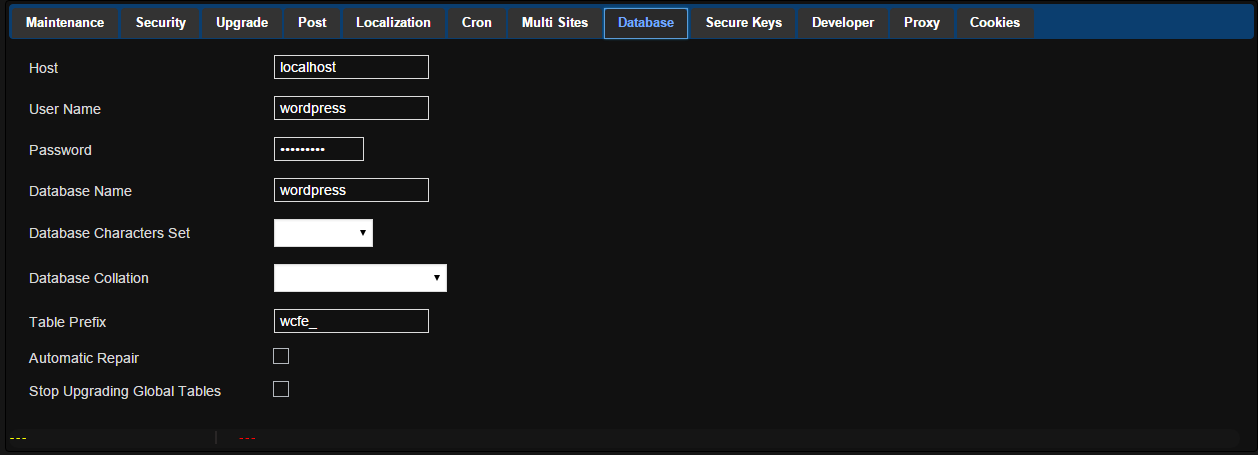 Maintenance Security Upgrade Post Localization Cron Multi Sites Database Secure Keys Developer Proxy Cookies
Host localhost
User Name wordpress
Password •••••••••
Database Name wordpress
Database Characters Set
Database Collation
Table Prefix wcfe_
Automatic Repair
Stop Upgrading Global Tables
--- | ---